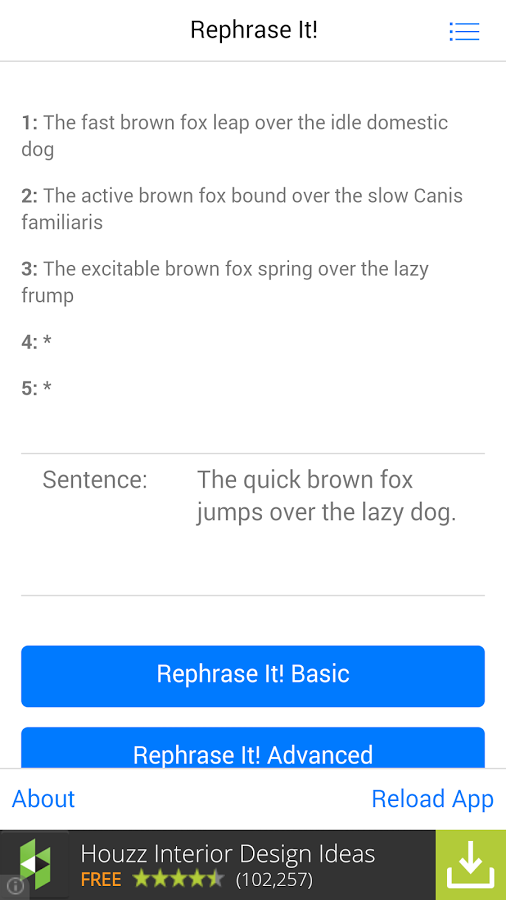 Rephrase It!
1: The fast brown fox leap over the idle domestic
dog
2: The active brown fox bound over the slow Canis
familiaris
3: The excitable brown fox spring over the lazy
frump
4: *
5: *
Sentence: The quick brown fox
jumps over the lazy dog.
Rephrase It! Basic
Rephrase It! Advanced
About Reload App
Houzz Interior Design Ideas
FREE (102,257)